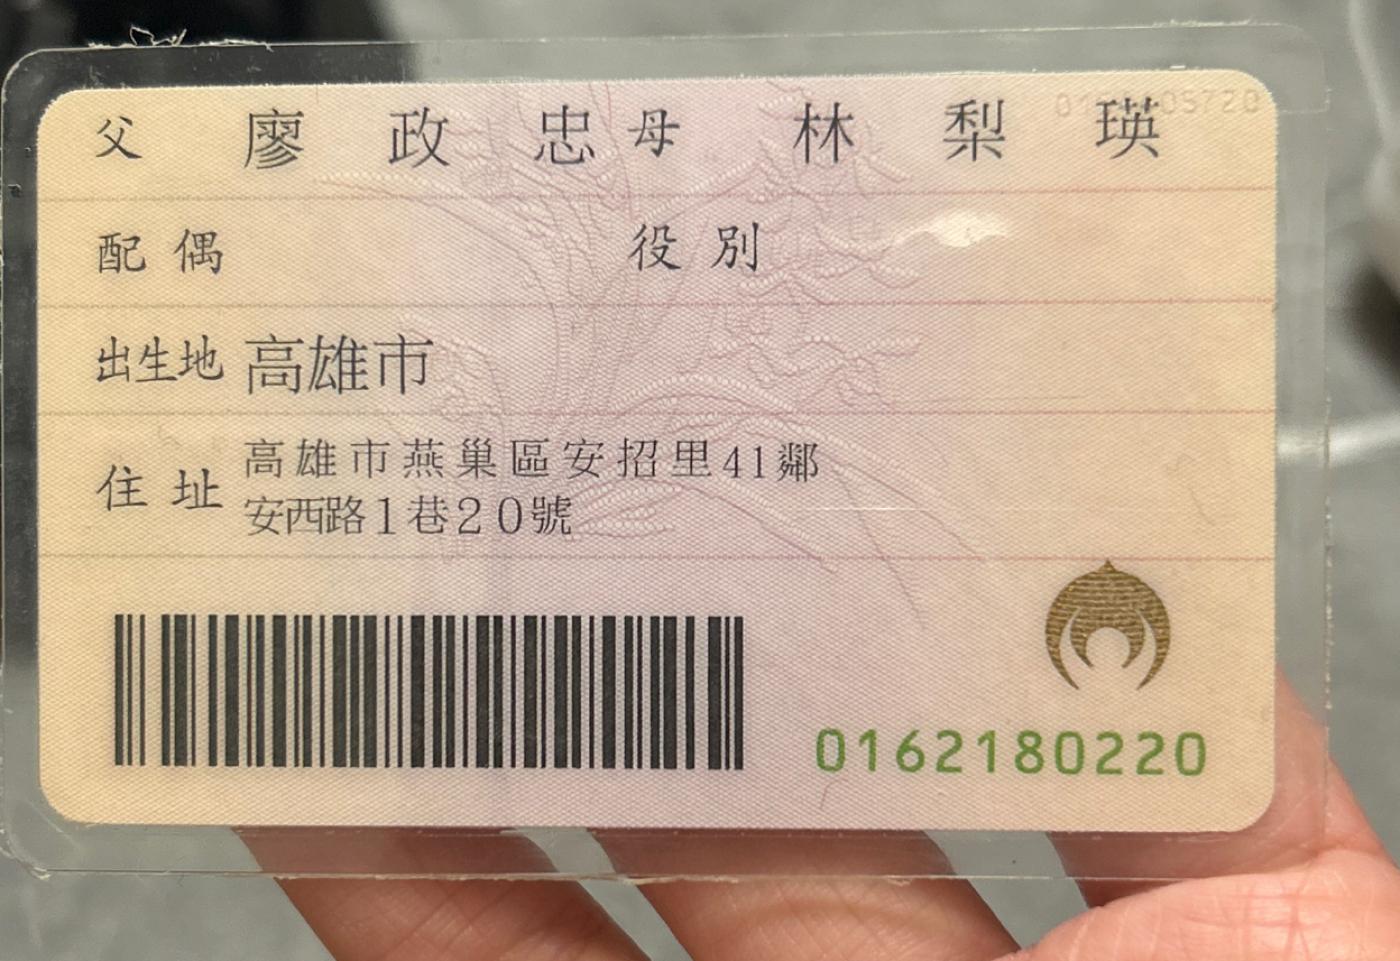 父 廖政忠 母 林梨瑛
配偶 役別
出生地 高雄市
住址 高雄市燕巢區安招里41鄰
安西路1巷20號
0162180220